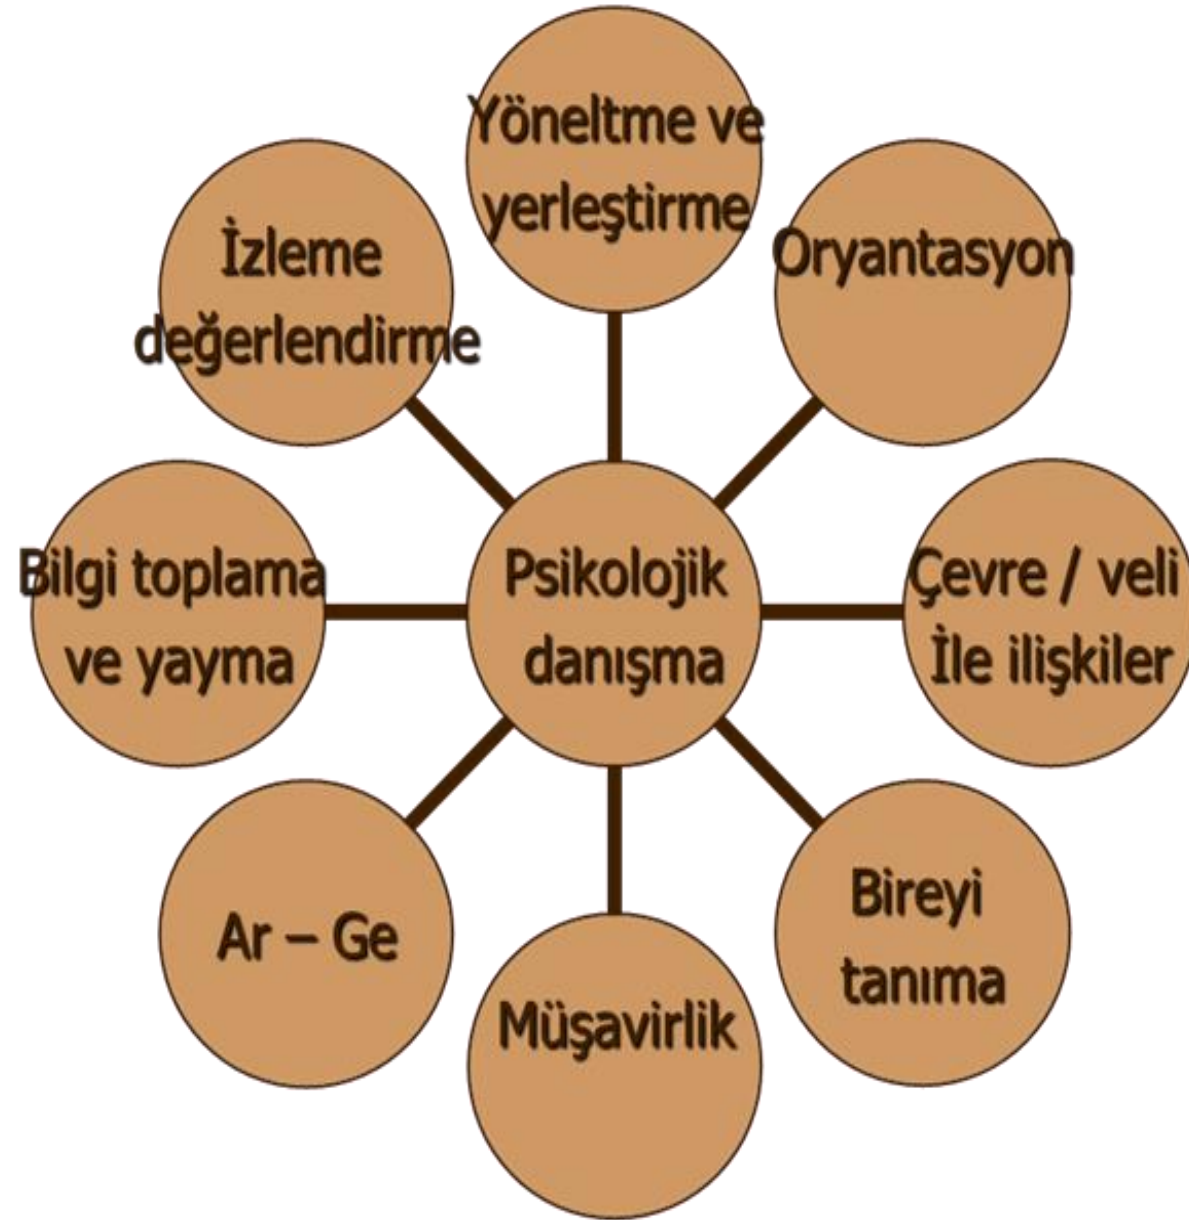 Yöneltme ve
yerleştirme
Oryantasyon
İzleme
değerlendirme
Bilgi toplama
ve yayma
Psikolojik
danışma
Çevre / veli
İle ilişkiler
Ar – Ge
Bireyi
tanıma
Müşavirlik